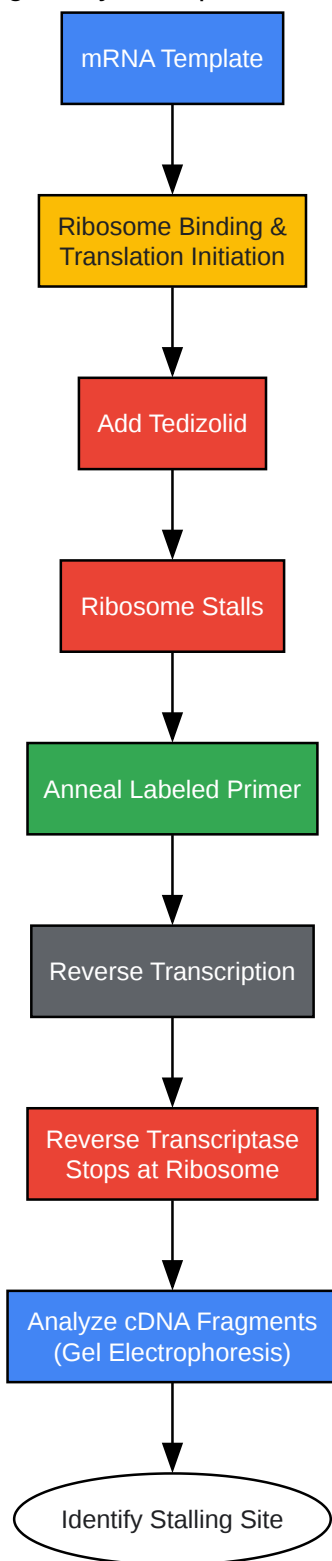 mRNA Template
Ribosome Binding &
Translation Initiation
Add Tedizolid
Ribosome Stalls
Anneal Labeled Primer
Reverse Transcription
Reverse Transcriptase
Stops at Ribosome
Analyze cDNA Fragments
(Gel Electrophoresis)
Identify Stalling Site